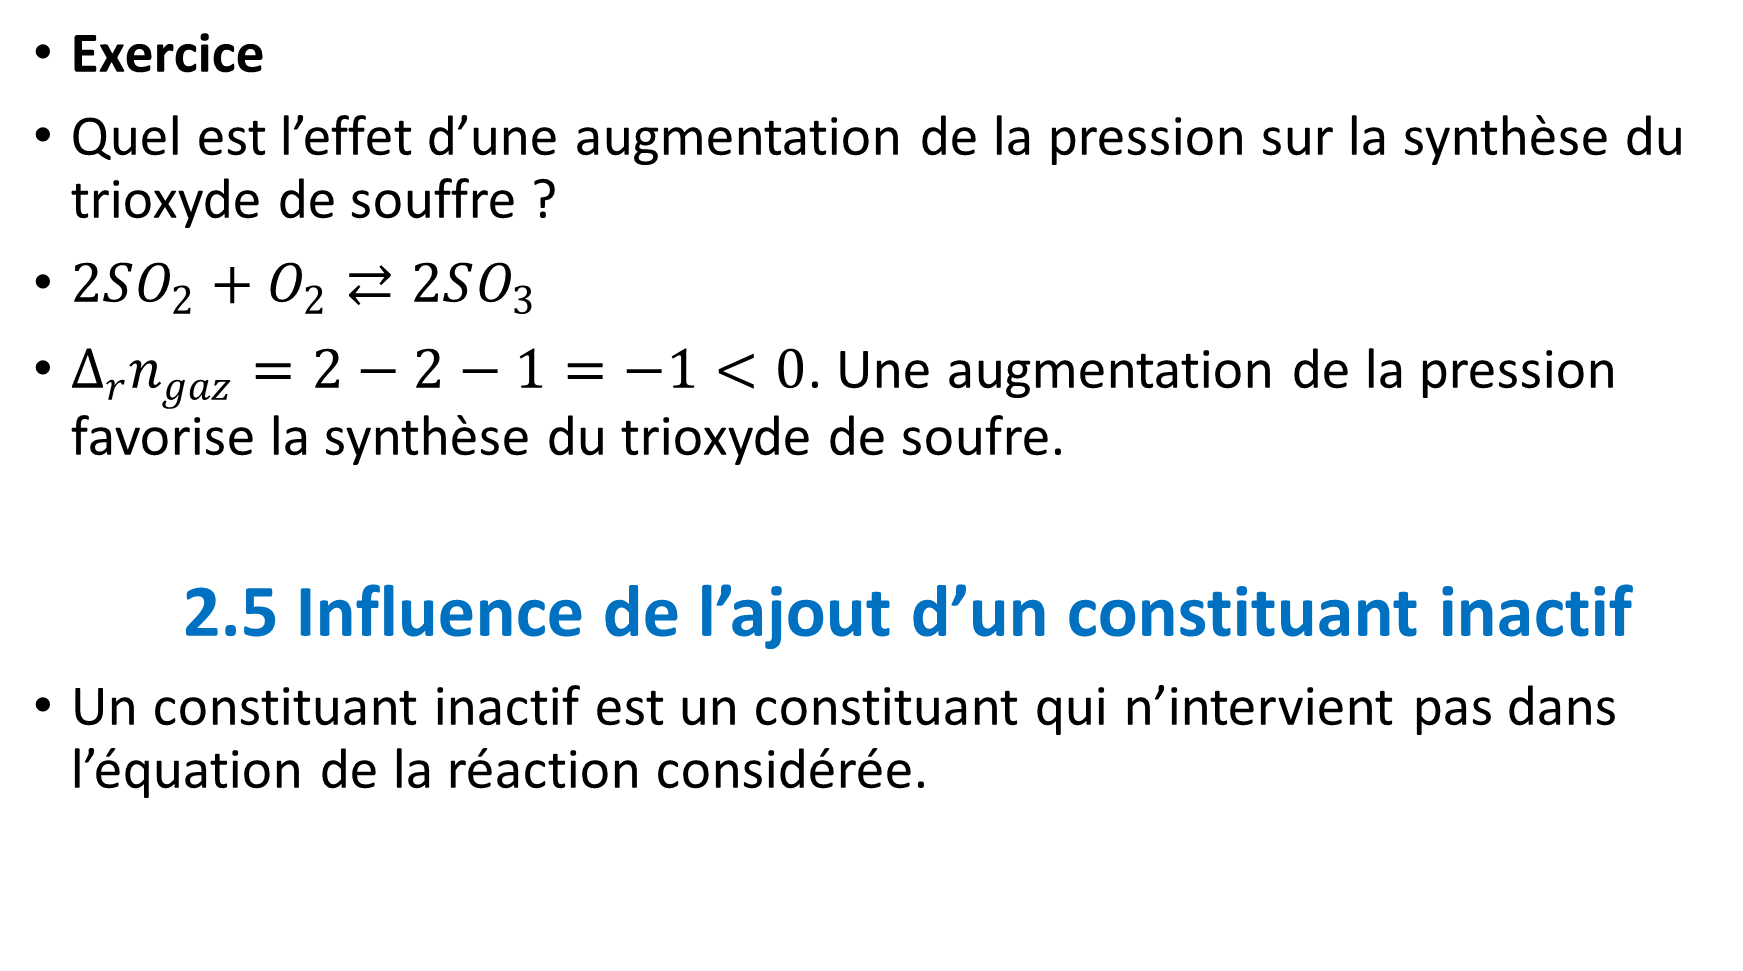 • Exercice
• Quel est l’effet d’une augmentation de la pression sur la synthèse du
trioxyde de souffre ?
• 2SO₂ + O₂ ⇄ 2SO₃
• Δᵣn_gaz = 2 − 2 − 1 = −1 < 0. Une augmentation de la pression
favorise la synthèse du trioxyde de soufre.
2.5 Influence de l’ajout d’un constituant inactif
• Un constituant inactif est un constituant qui n’intervient pas dans
l’équation de la réaction considérée.